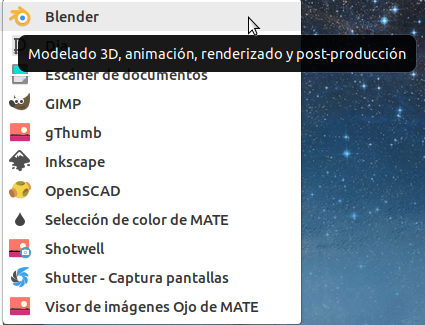 Blender
Dia
Modelado 3D, animación, renderizado y post-producción
Escáner de documentos
GIMP
gThumb
Inkscape
OpenSCAD
Selección de color de MATE
Shotwell
Shutter - Captura pantallas
Visor de imágenes Ojo de MATE